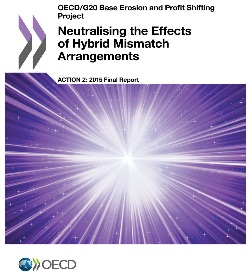 OECD/G20 Base Erosion and Profit Shifting
Project
Neutralising the Effects
of Hybrid Mismatch
Arrangements
ACTION 2: 2015 Final Report
OECD